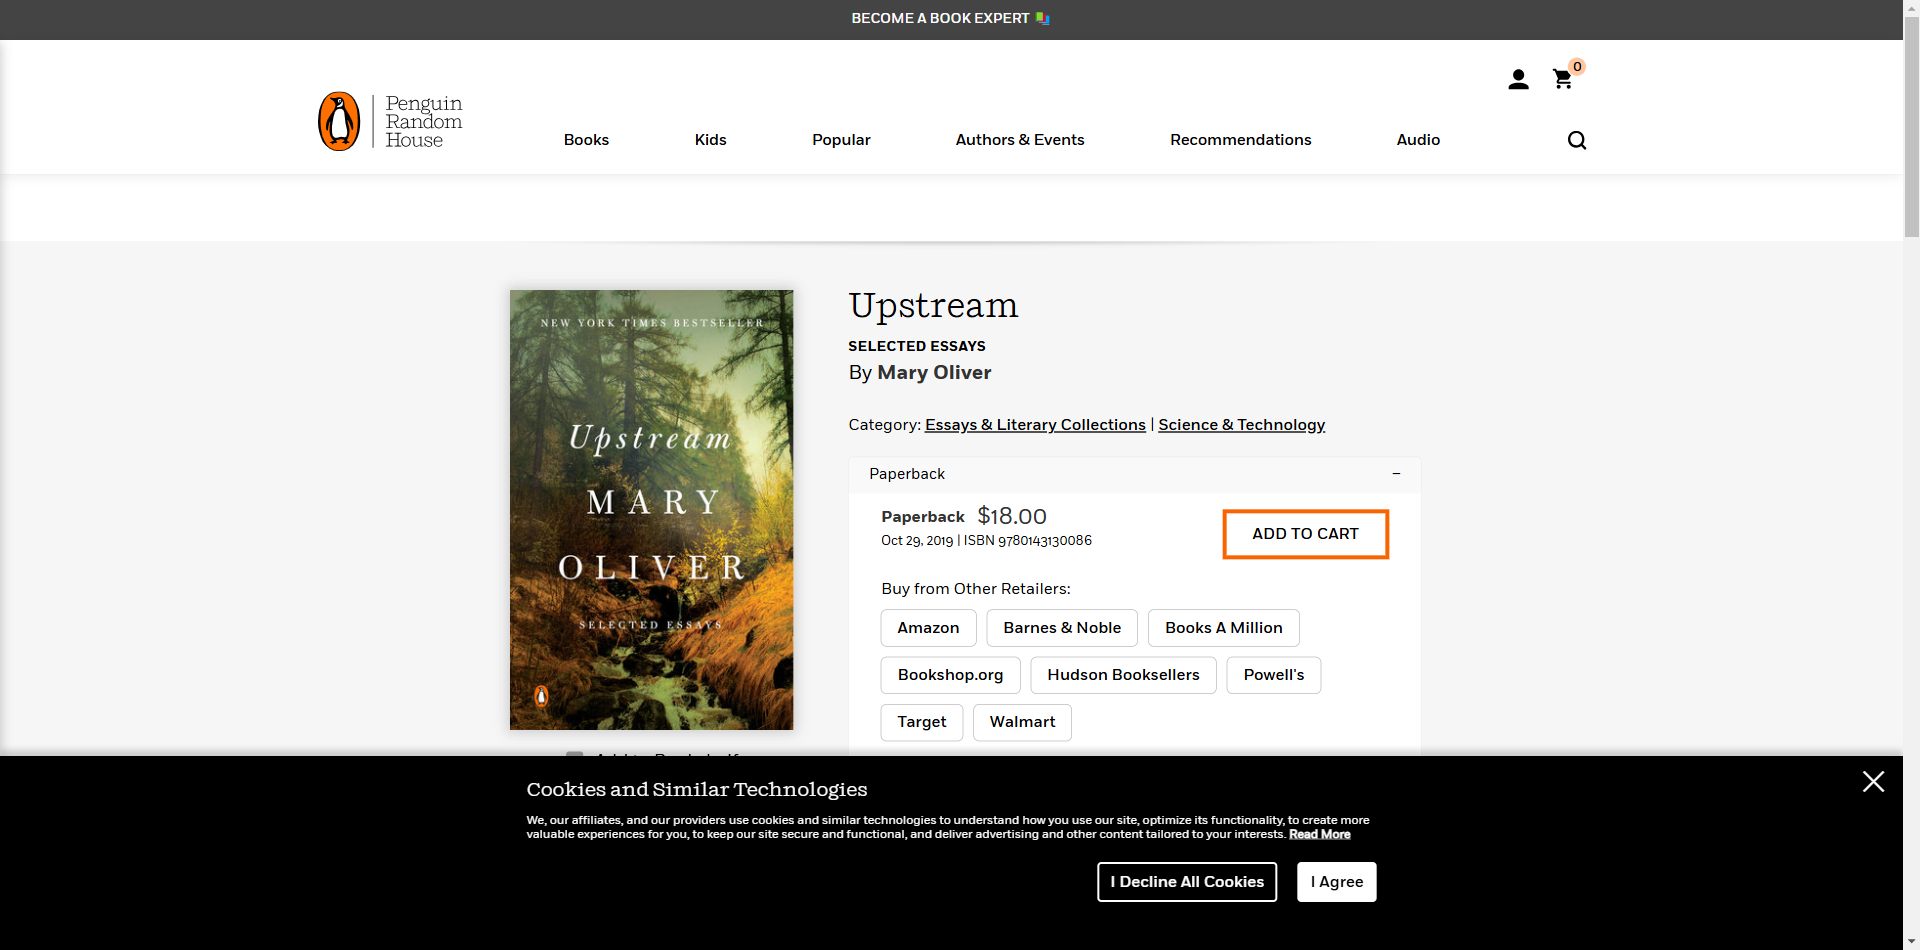 BECOME A BOOK EXPERT
0
Penguin
Random
House
Books
Kids
Popular
Authors & Events
Recommendations
Audio
NEW YORK TIMES BESTSELLER
Upstream
MARY
OLIVER
SELECTED ESSAYS
Upstream
SELECTED ESSAYS
By Mary Oliver
Category: Essays & Literary Collections | Science & Technology
Paperback
–
Paperback $18.00
Oct 29, 2019 | ISBN 9780143130086
ADD TO CART
Buy from Other Retailers:
Amazon
Barnes & Noble
Books A Million
Bookshop.org
Hudson Booksellers
Powell's
Target
Walmart
Cookies and Similar Technologies
We, our affiliates, and our providers use cookies and similar technologies to understand how you use our site, optimize its functionality, to create more
valuable experiences for you, to keep our site secure and functional, and deliver advertising and other content tailored to your interests. Read More
I Decline All Cookies
I Agree